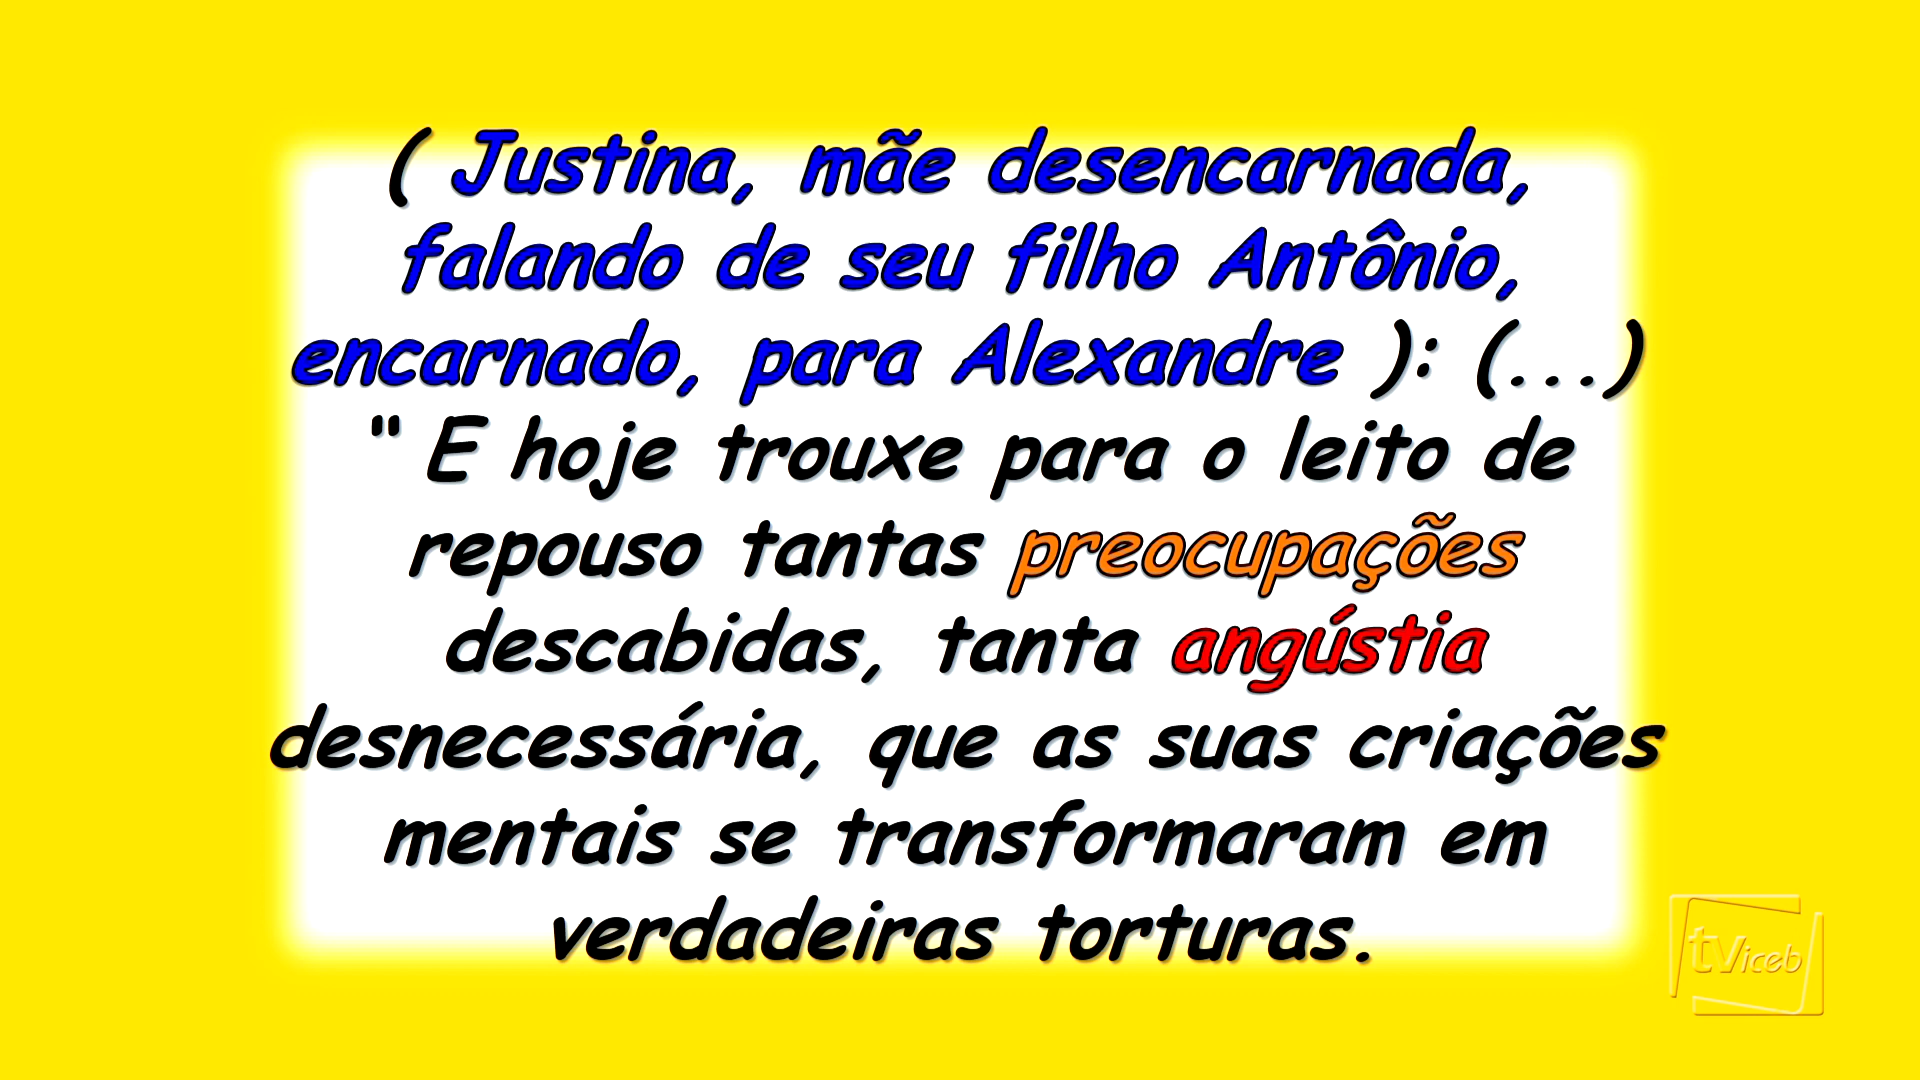 ( Justina, mãe desencarnada,
falando de seu filho Antônio,
encarnado, para Alexandre ): (...)
" E hoje trouxe para o leito de
repouso tantas preocupações
descabidas, tanta angústia
desnecessária, que as suas criações
mentais se transformaram em
verdadeiras torturas.
tViceb